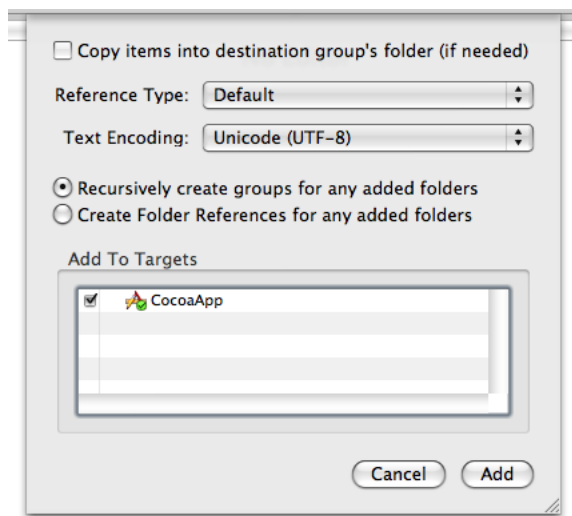 Copy items into destination group's folder (if needed)
Reference Type: Default
Text Encoding: Unicode (UTF-8)
Recursively create groups for any added folders
Create Folder References for any added folders
Add To Targets
CocoaApp
Cancel Add